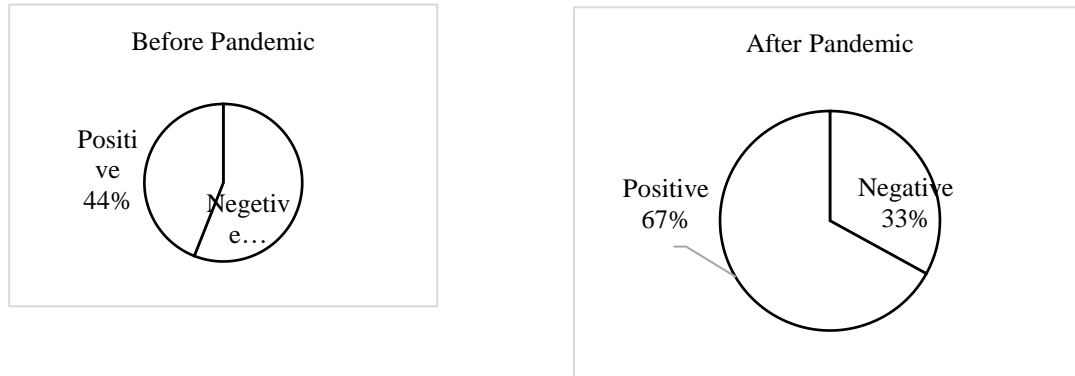 Before Pandemic
Positi
ve
44%
Negetiv
e…
After Pandemic
Positive
67%
Negative
33%